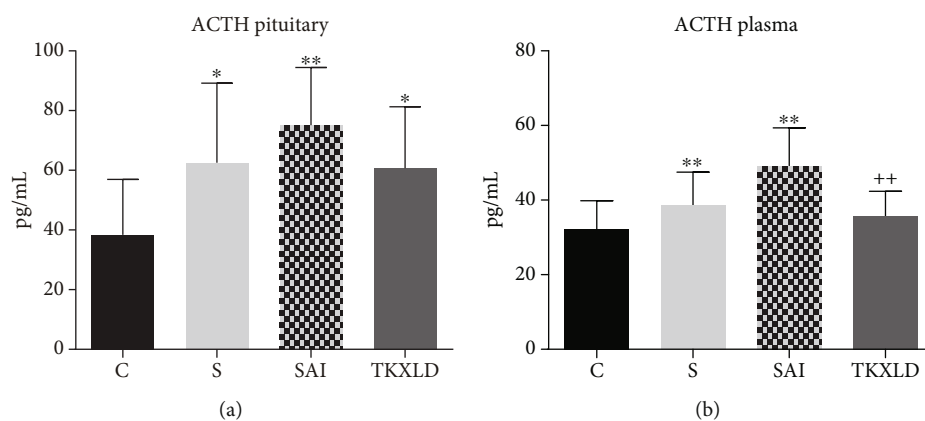 ACTH pituitary
100
80
60
40
20
0
pg/mL
*
**
*
C S SAI TKXLD
(a)
ACTH plasma
80
60
40
20
0
pg/mL
**
**
++
C S SAI TKXLD
(b)